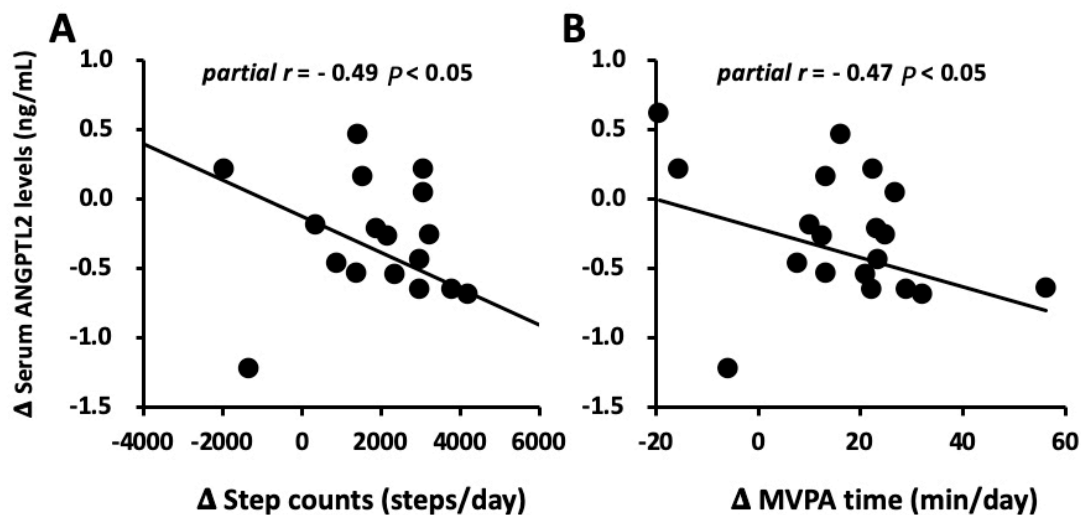 A
Δ Serum ANGPTL2 levels (ng/mL)
1.0
0.5
0.0
-0.5
-1.0
-1.5
partial r = - 0.49 P < 0.05
-4000 -2000 0 2000 4000 6000
Δ Step counts (steps/day)
B
1.0
0.5
0.0
-0.5
-1.0
-1.5
partial r = - 0.47 P < 0.05
-20 0 20 40 60
Δ MVPA time (min/day)